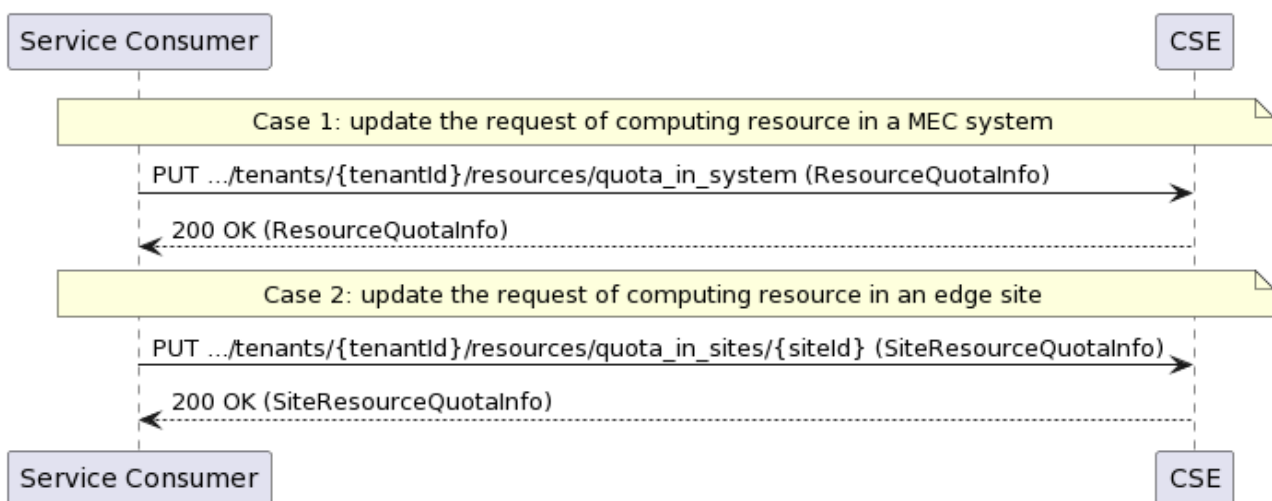 Service Consumer
CSE
Case 1: update the request of computing resource in a MEC system
PUT .../tenants/{tenantId}/resources/quota_in_system (ResourceQuotaInfo)
200 OK (ResourceQuotaInfo)
Case 2: update the request of computing resource in an edge site
PUT .../tenants/{tenantId}/resources/quota_in_sites/{siteId} (SiteResourceQuotaInfo)
200 OK (SiteResourceQuotaInfo)
Service Consumer
CSE